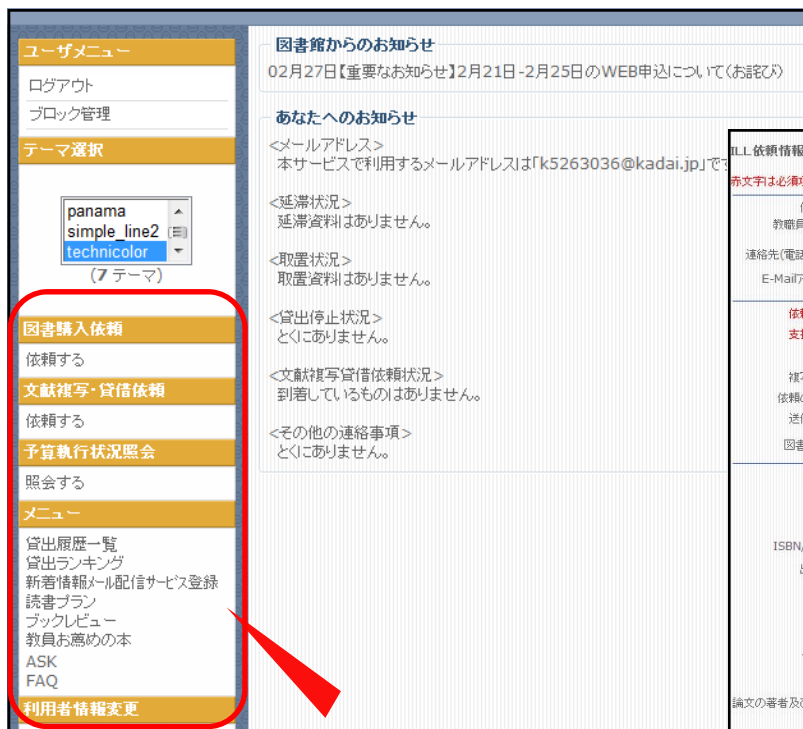 ユーザメニュー
ログアウト
ブロック管理
テーマ選択
panama
simple_line2
technicolor
(7 テーマ)
図書購入依頼
依頼する
文献複写・貸借依頼
依頼する
予算執行状況照会
照会する
メニュー
貸出履歴一覧
貸出ランキング
新着情報メール配信サービス登録
読書プラン
ブックレビュー
教員お薦めの本
ASK
FAQ
利用者情報変更
図書館からのお知らせ
02月27日【重要なお知らせ】2月21日-2月25日のWEB申込について(お詫び)
あなたへのお知らせ
<メールアドレス>
本サービスで利用するメールアドレスは「k5263036@kadai.jp」で
<延滞状況>
延滞資料はありません。
<取置状況>
取置資料はありません。
<貸出停止状況>
とくにありません。
<文献複写貸借依頼状況>
到着しているものはありません。
<その他の連絡事項>
とくにありません。
ILL依頼情報
赤文字は必須
教職員
連絡先(電話
E-Mail
依頼
支
複
依頼
送
図書
ISBN/
論文の著者及